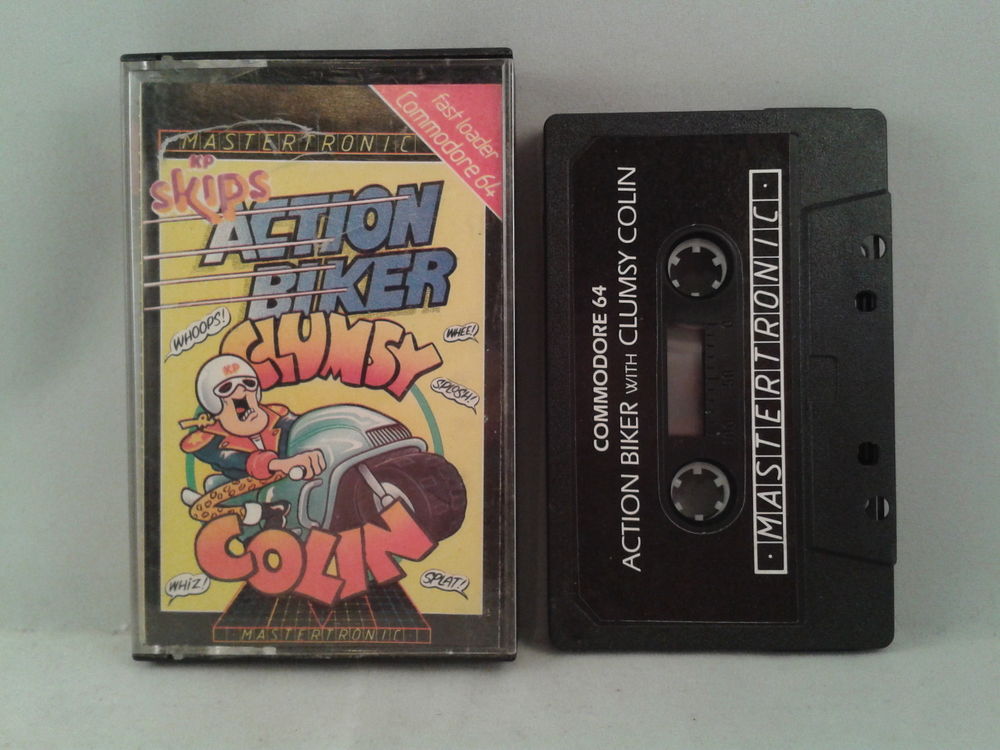 fast loader
Commodore 64
MASTERTRONIC
KP
skips
ACTION
BIKER
CLUMSY
WHOOPS!
WHEE!
SPLOSH!
KP
COLIN
WHIZ!
SPLAT!
MASTERTRONIC
COMMODORE 64
ACTION BIKER WITH CLUMSY COLIN
MASTERTRONIC